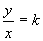 y/x = k